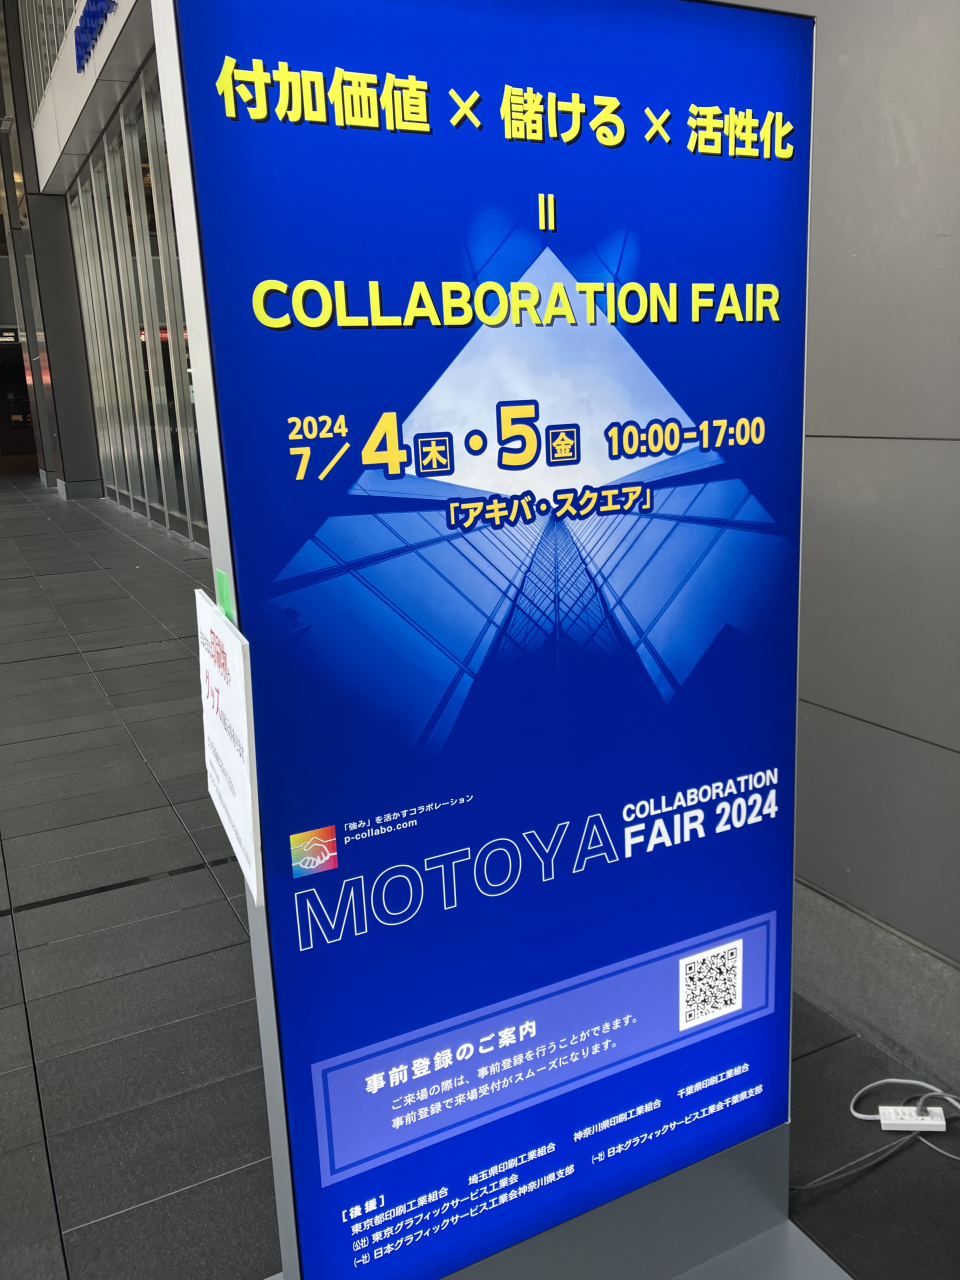 付加価値 × 儲ける × 活性化
=
COLLABORATION FAIR
2024
7/4木・5金 10:00-17:00
「アキバ・スクエア」
「強み」を活かすコラボレーション
p-collabo.com
MOTOYA COLLABORATION
FAIR 2024
事前登録のご案内
ご来場の際は、事前登録を行うことができます。
事前登録で来場受付がスムーズになります。
[後援]
東京都印刷工業組合 埼玉県印刷工業組合 神奈川県印刷工業組合 千葉県印刷工業組合
(公社)東京グラフィックサービス工業会
(一社)日本グラフィックサービス工業会神奈川県支部 (一社)日本グラフィックサービス工業会千葉県支部
印刷物
グッズ